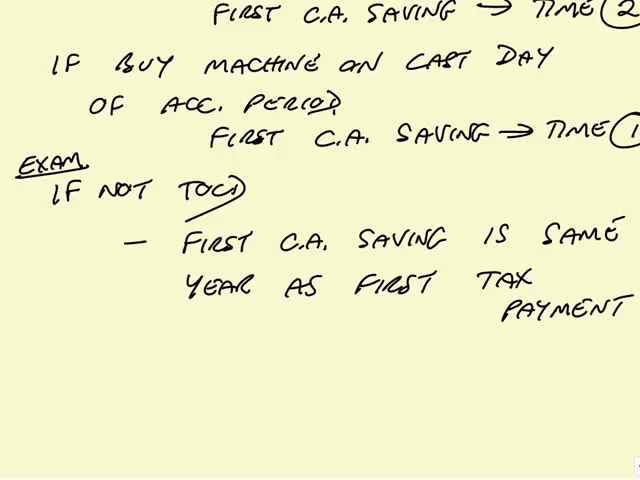 FIRST C.A. SAVING → TIME 2
IF BUY MACHINE ON LAST DAY
OF ACC. PERIOD
FIRST C.A. SAVING → TIME 1
EXAM
IF NOT TOLD
— FIRST C.A. SAVING IS SAME
YEAR AS FIRST TAX
PAYMENT